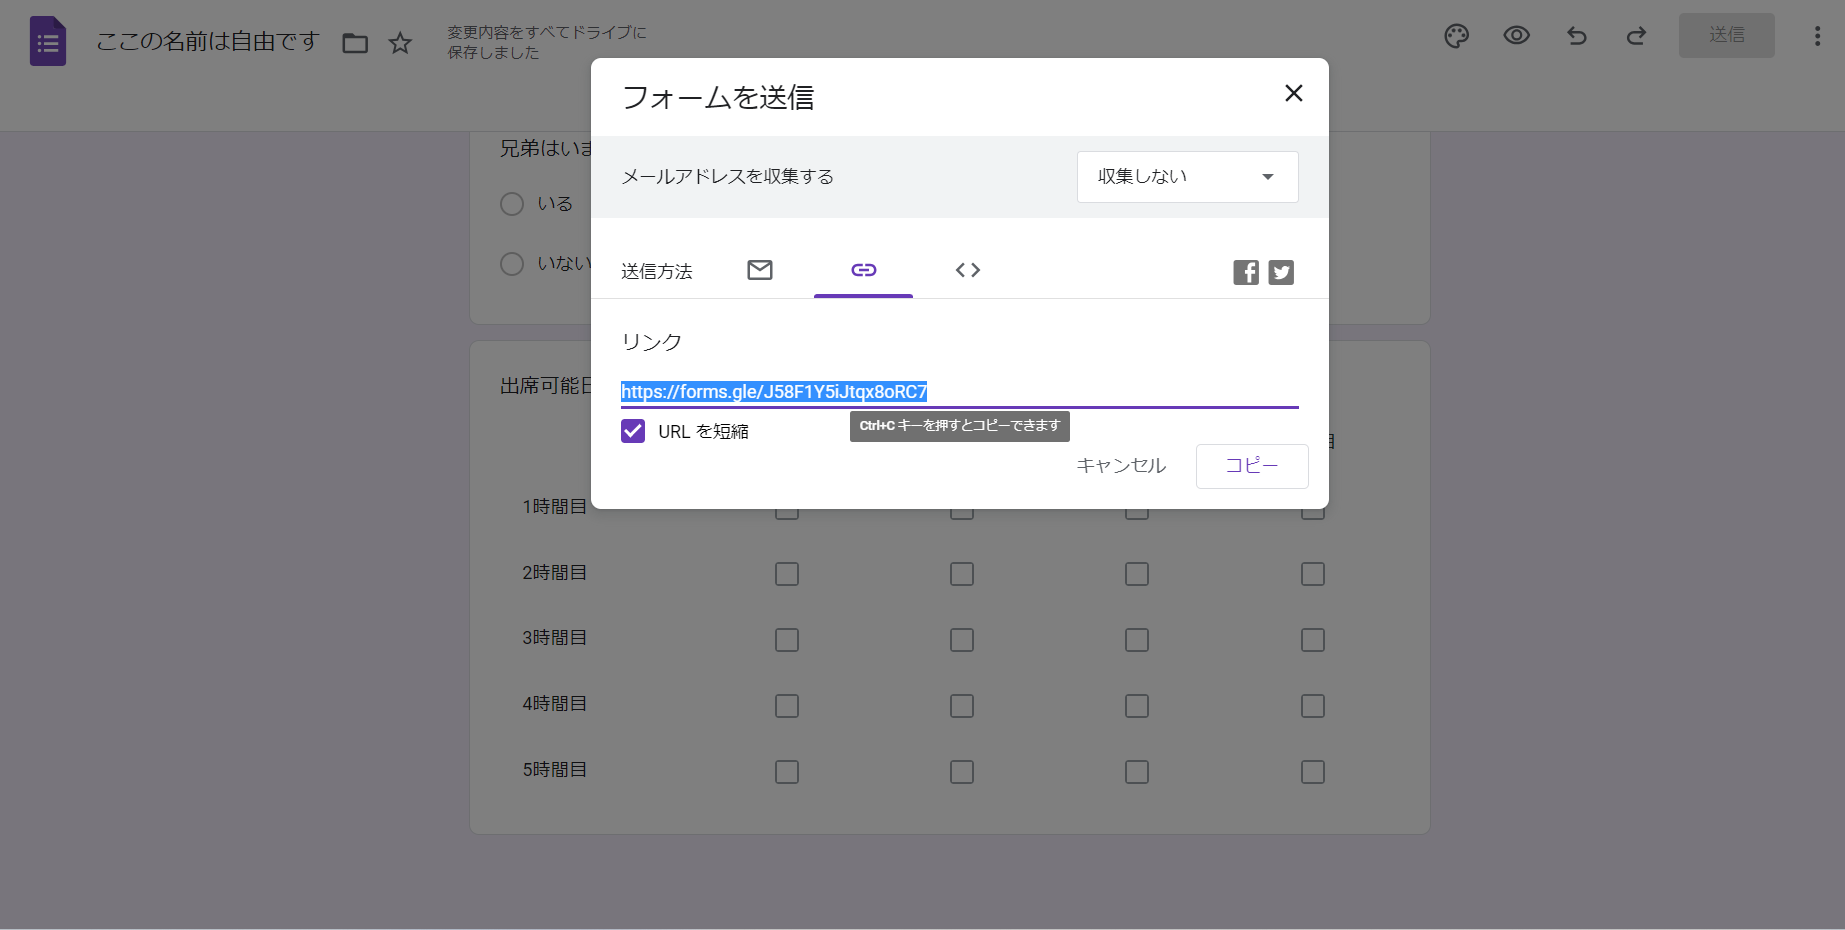 ここの名前は自由です
変更内容をすべてドライブに
保存しました
送信
フォームを送信
メールアドレスを収集する
収集しない
送信方法
リンク
https://forms.gle/J58F1Y5iJtqx8oRC7
Ctrl+C キーを押すとコピーできます
URL を短縮
キャンセル
コピー
兄弟はいま
いる
いない
出席可能日
1時間目
2時間目
3時間目
4時間目
5時間目